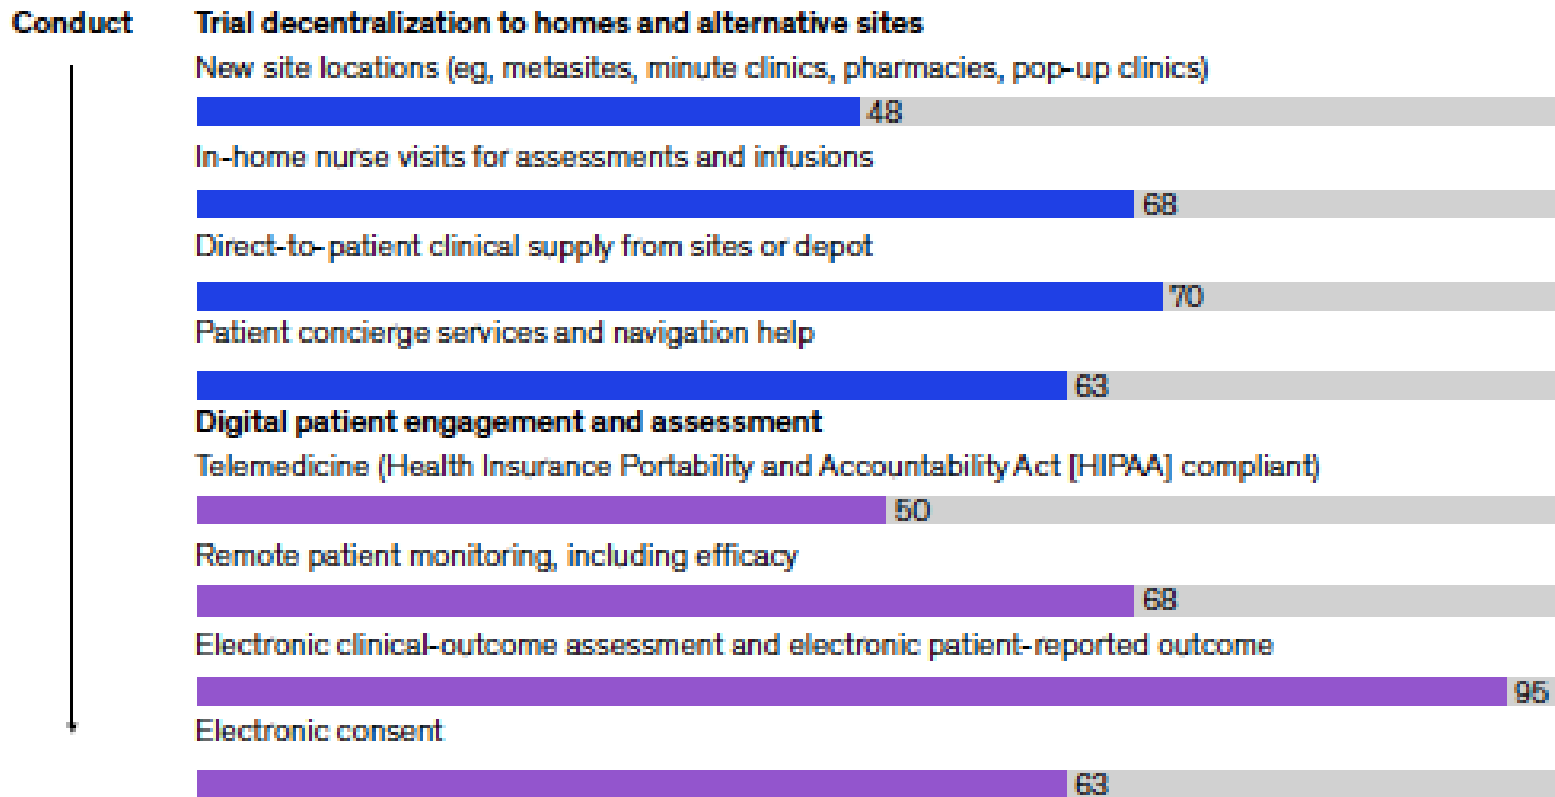 Conduct
Trial decentralization to homes and alternative sites
New site locations (eg, metasites, minute clinics, pharmacies, pop-up clinics)
48
In-home nurse visits for assessments and infusions
68
Direct-to-patient clinical supply from sites or depot
70
Patient concierge services and navigation help
63
Digital patient engagement and assessment
Telemedicine (Health Insurance Portability and Accountability Act [HIPAA] compliant)
50
Remote patient monitoring, including efficacy
68
Electronic clinical-outcome assessment and electronic patient-reported outcome
95
Electronic consent
63